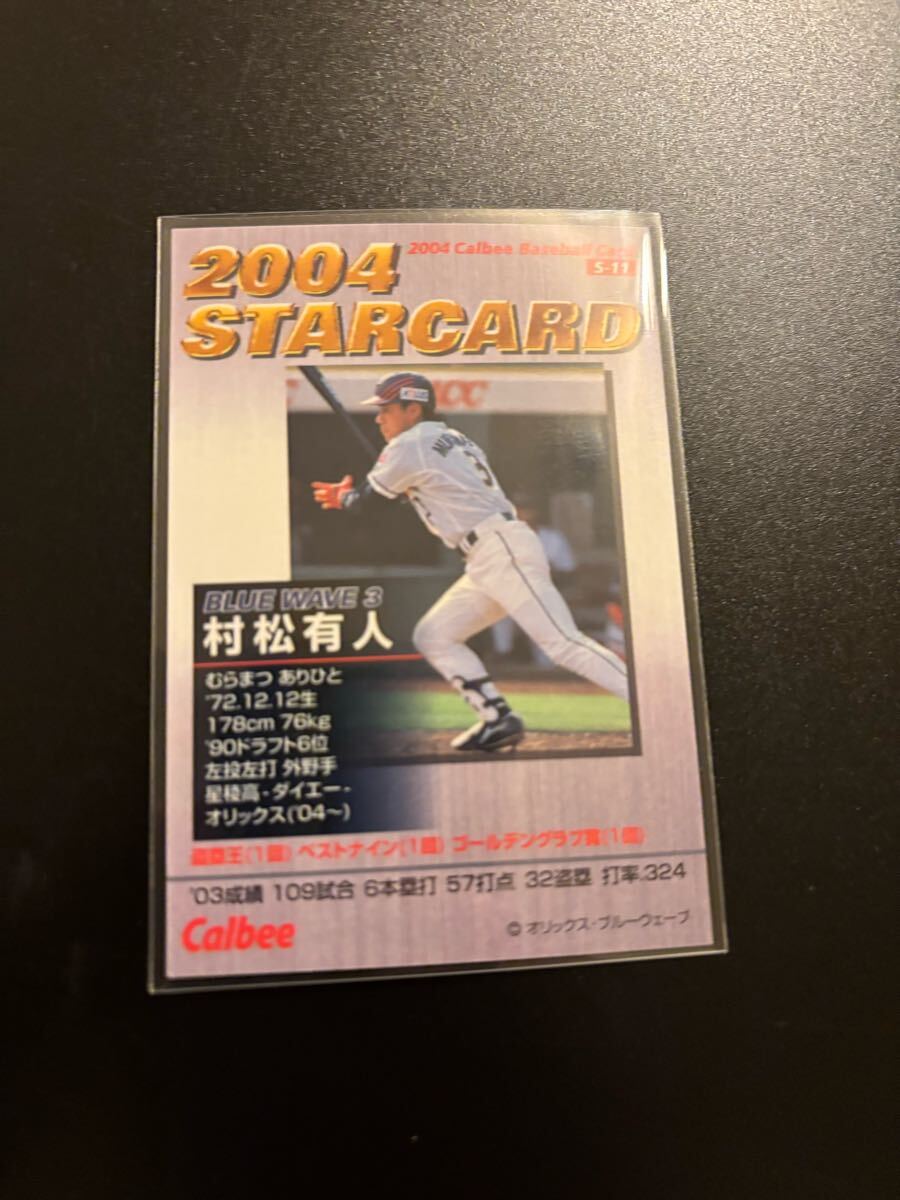 2004 Calbee Baseball Card
S-11
2004
STARCARD
3
BLUE WAVE 3
村松有人
むらまつ ありひと
'72.12.12生
178cm 76kg
'90ドラフト6位
左投左打 外野手
星稜高-ダイエー-
オリックス('04〜)
盗塁王(1回) ベストナイン(1回) ゴールデングラブ賞(1回)
'03成績 109試合 6本塁打 57打点 32盗塁 打率.324
Calbee
© オリックス・ブルーウェーブ